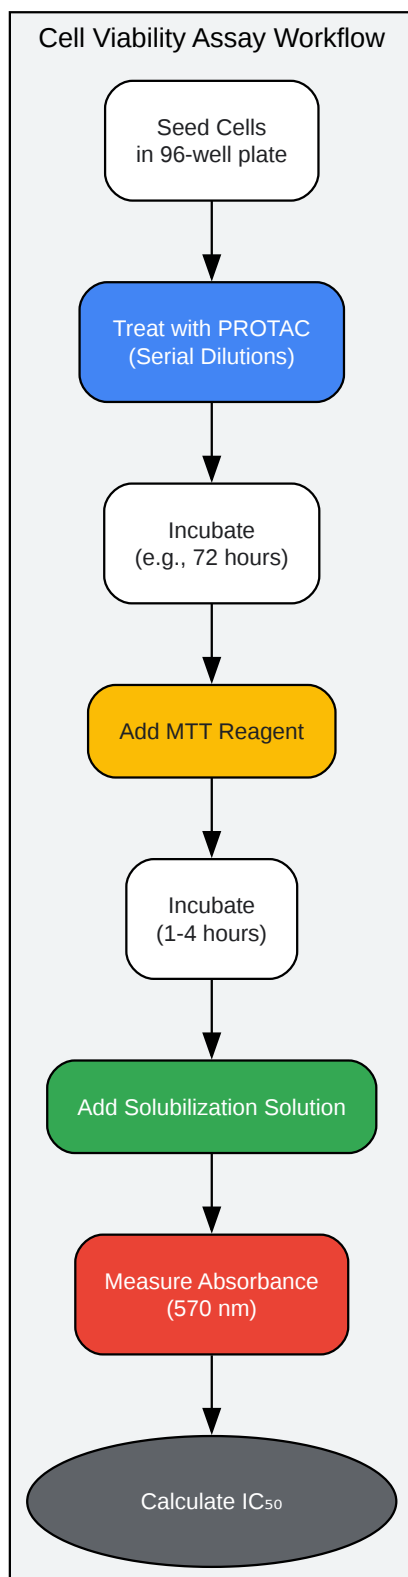 Cell Viability Assay Workflow
Seed Cells
in 96-well plate
Treat with PROTAC
(Serial Dilutions)
Incubate
(e.g., 72 hours)
Add MTT Reagent
Incubate
(1-4 hours)
Add Solubilization Solution
Measure Absorbance
(570 nm)
Calculate IC₅₀